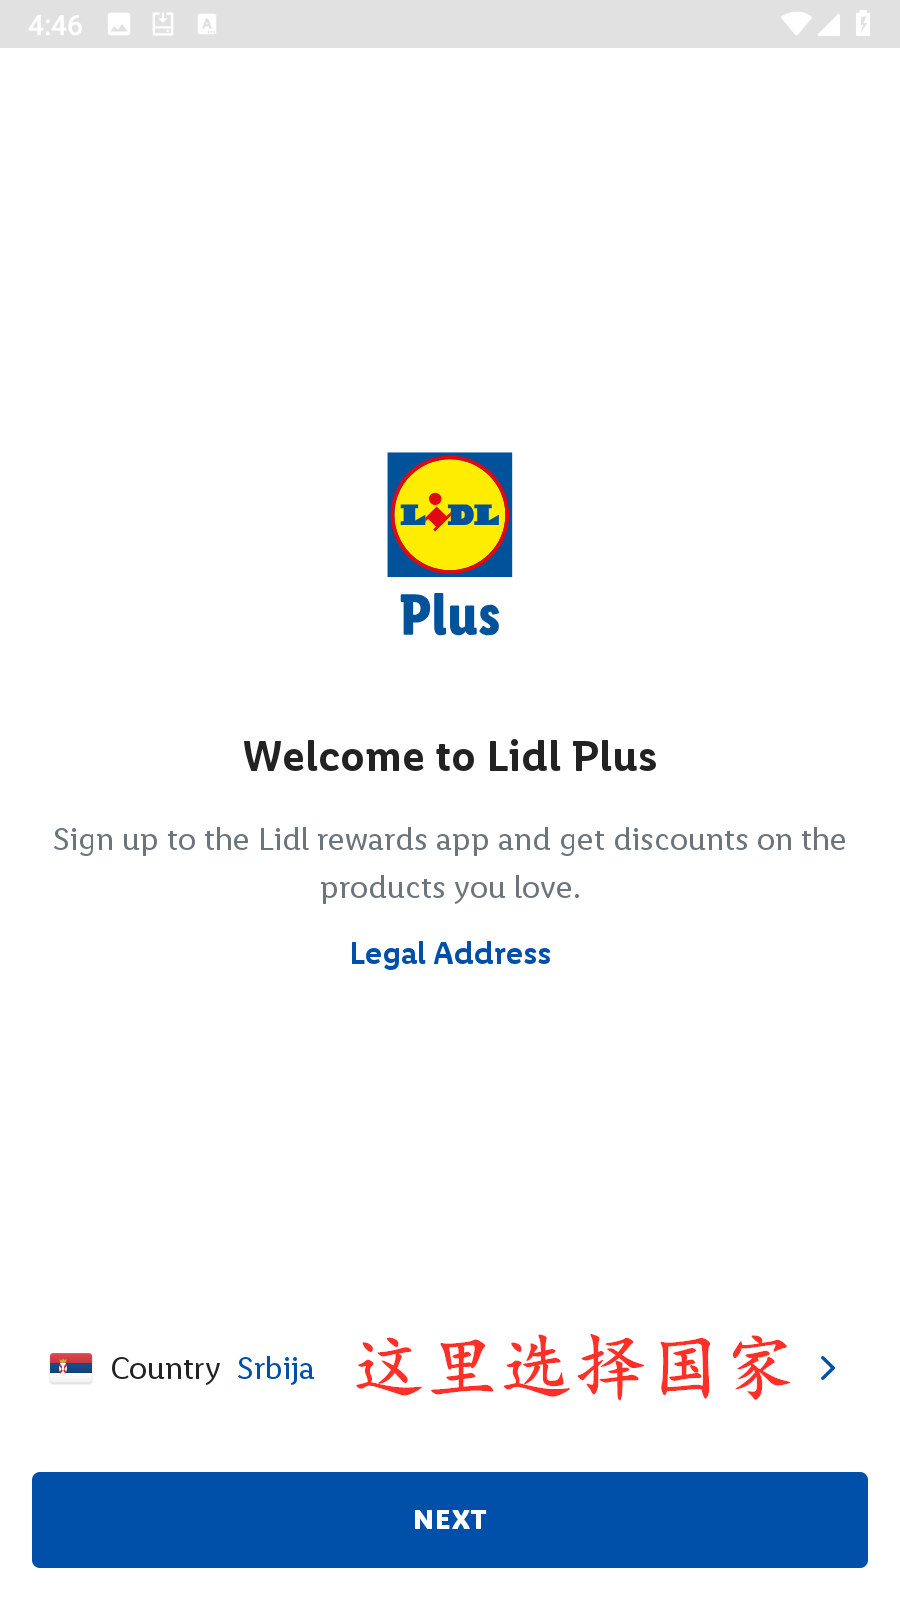 4:46
LIDL
Plus
Welcome to Lidl Plus
Sign up to the Lidl rewards app and get discounts on the
products you love.
Legal Address
Country Srbija 这里选择国家
NEXT